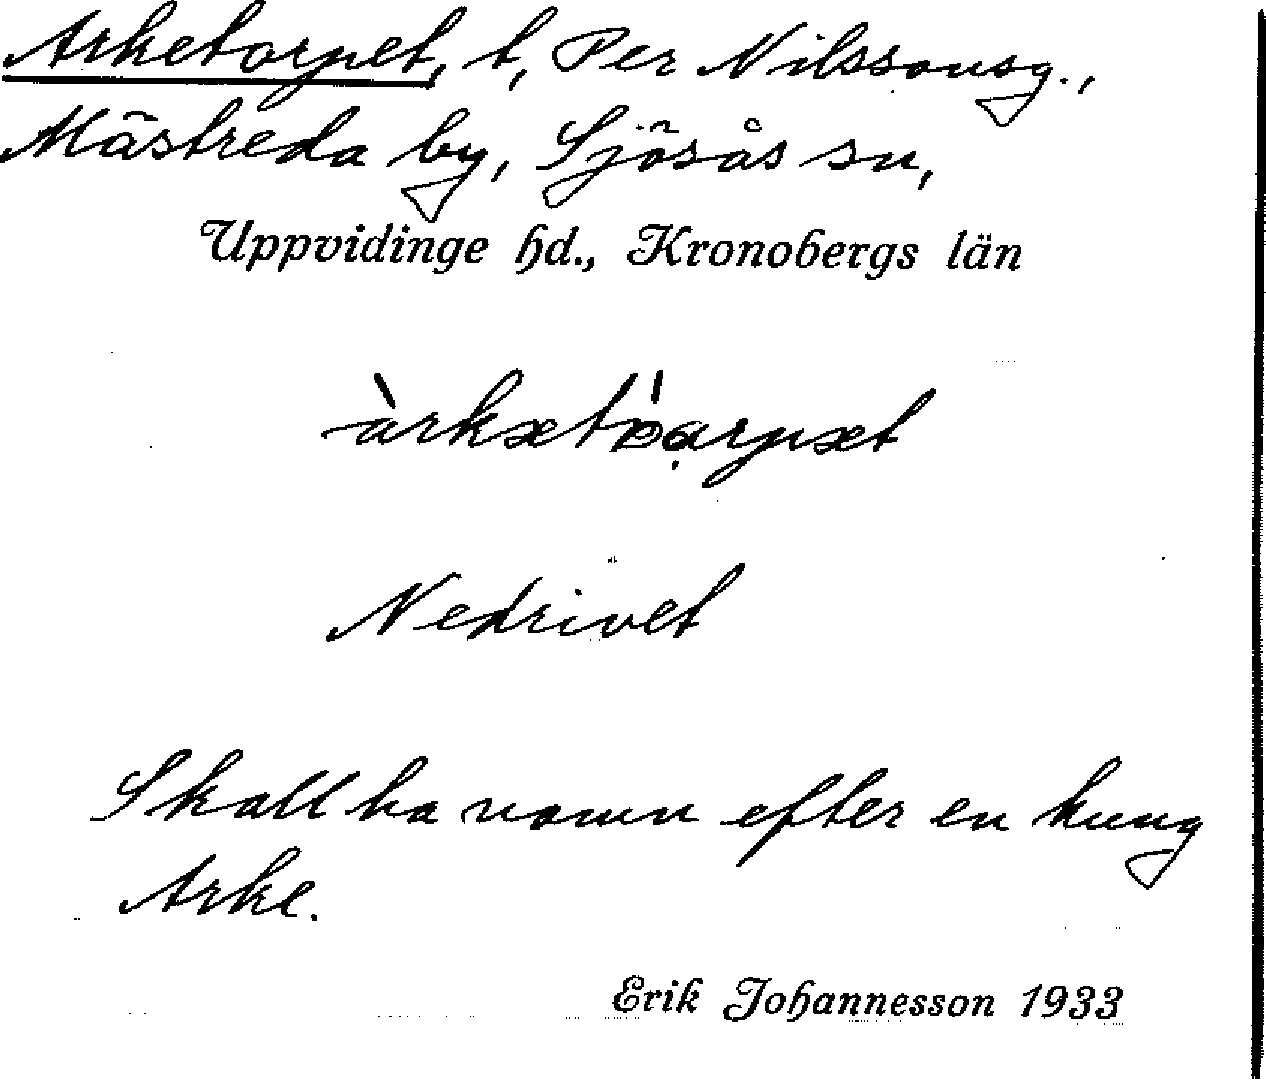 Arketorpet, t, Per Nilssonsg.,
Mästreda by, Sjösås sn,
Uppvidinge hd., Kronobergs län
Nedrivet
Skall ha namn efter en kung
Arke.
Erik Johannesson 1933